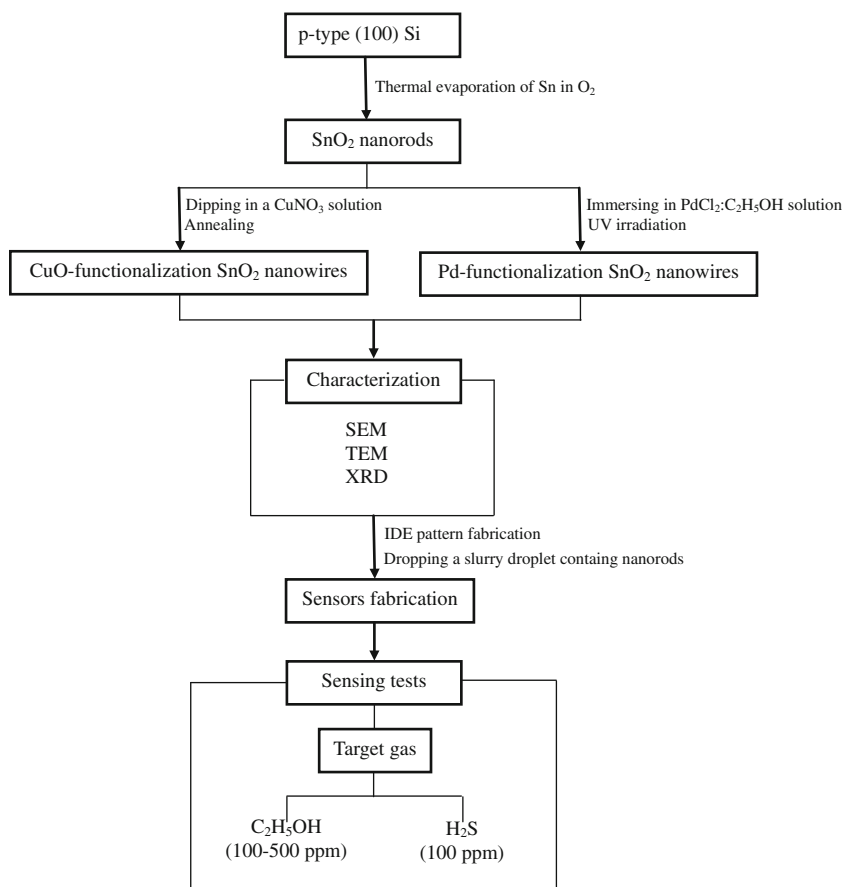 p-type (100) Si
Thermal evaporation of Sn in O₂
SnO₂ nanorods
Dipping in a CuNO₃ solution
Annealing
Immersing in PdCl₂:C₂H₅OH solution
UV irradiation
CuO-functionalization SnO₂ nanowires
Pd-functionalization SnO₂ nanowires
Characterization
SEM
TEM
XRD
IDE pattern fabrication
Dropping a slurry droplet containg nanorods
Sensors fabrication
Sensing tests
Target gas
C₂H₅OH
(100-500 ppm)
H₂S
(100 ppm)